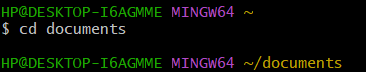 HP@DESKTOP-I6AGMME MINGW64 ~
$ cd documents
HP@DESKTOP-I6AGMME MINGW64 ~/documents